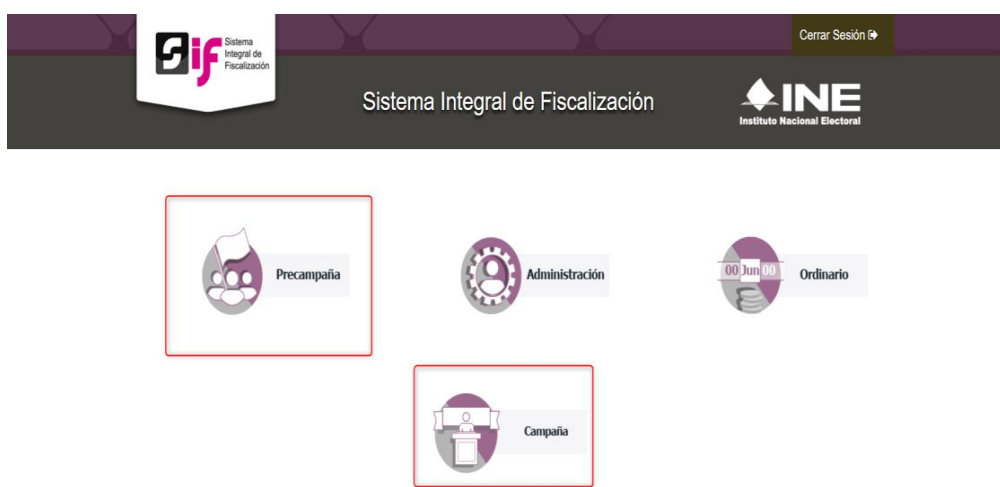 Cerrar Sesión
Sif
Sistema
Integral de
Fiscalización
Sistema Integral de Fiscalización
INE
Instituto Nacional Electoral
Precampaña
Administración
00 Jun 00
Ordinario
Campaña